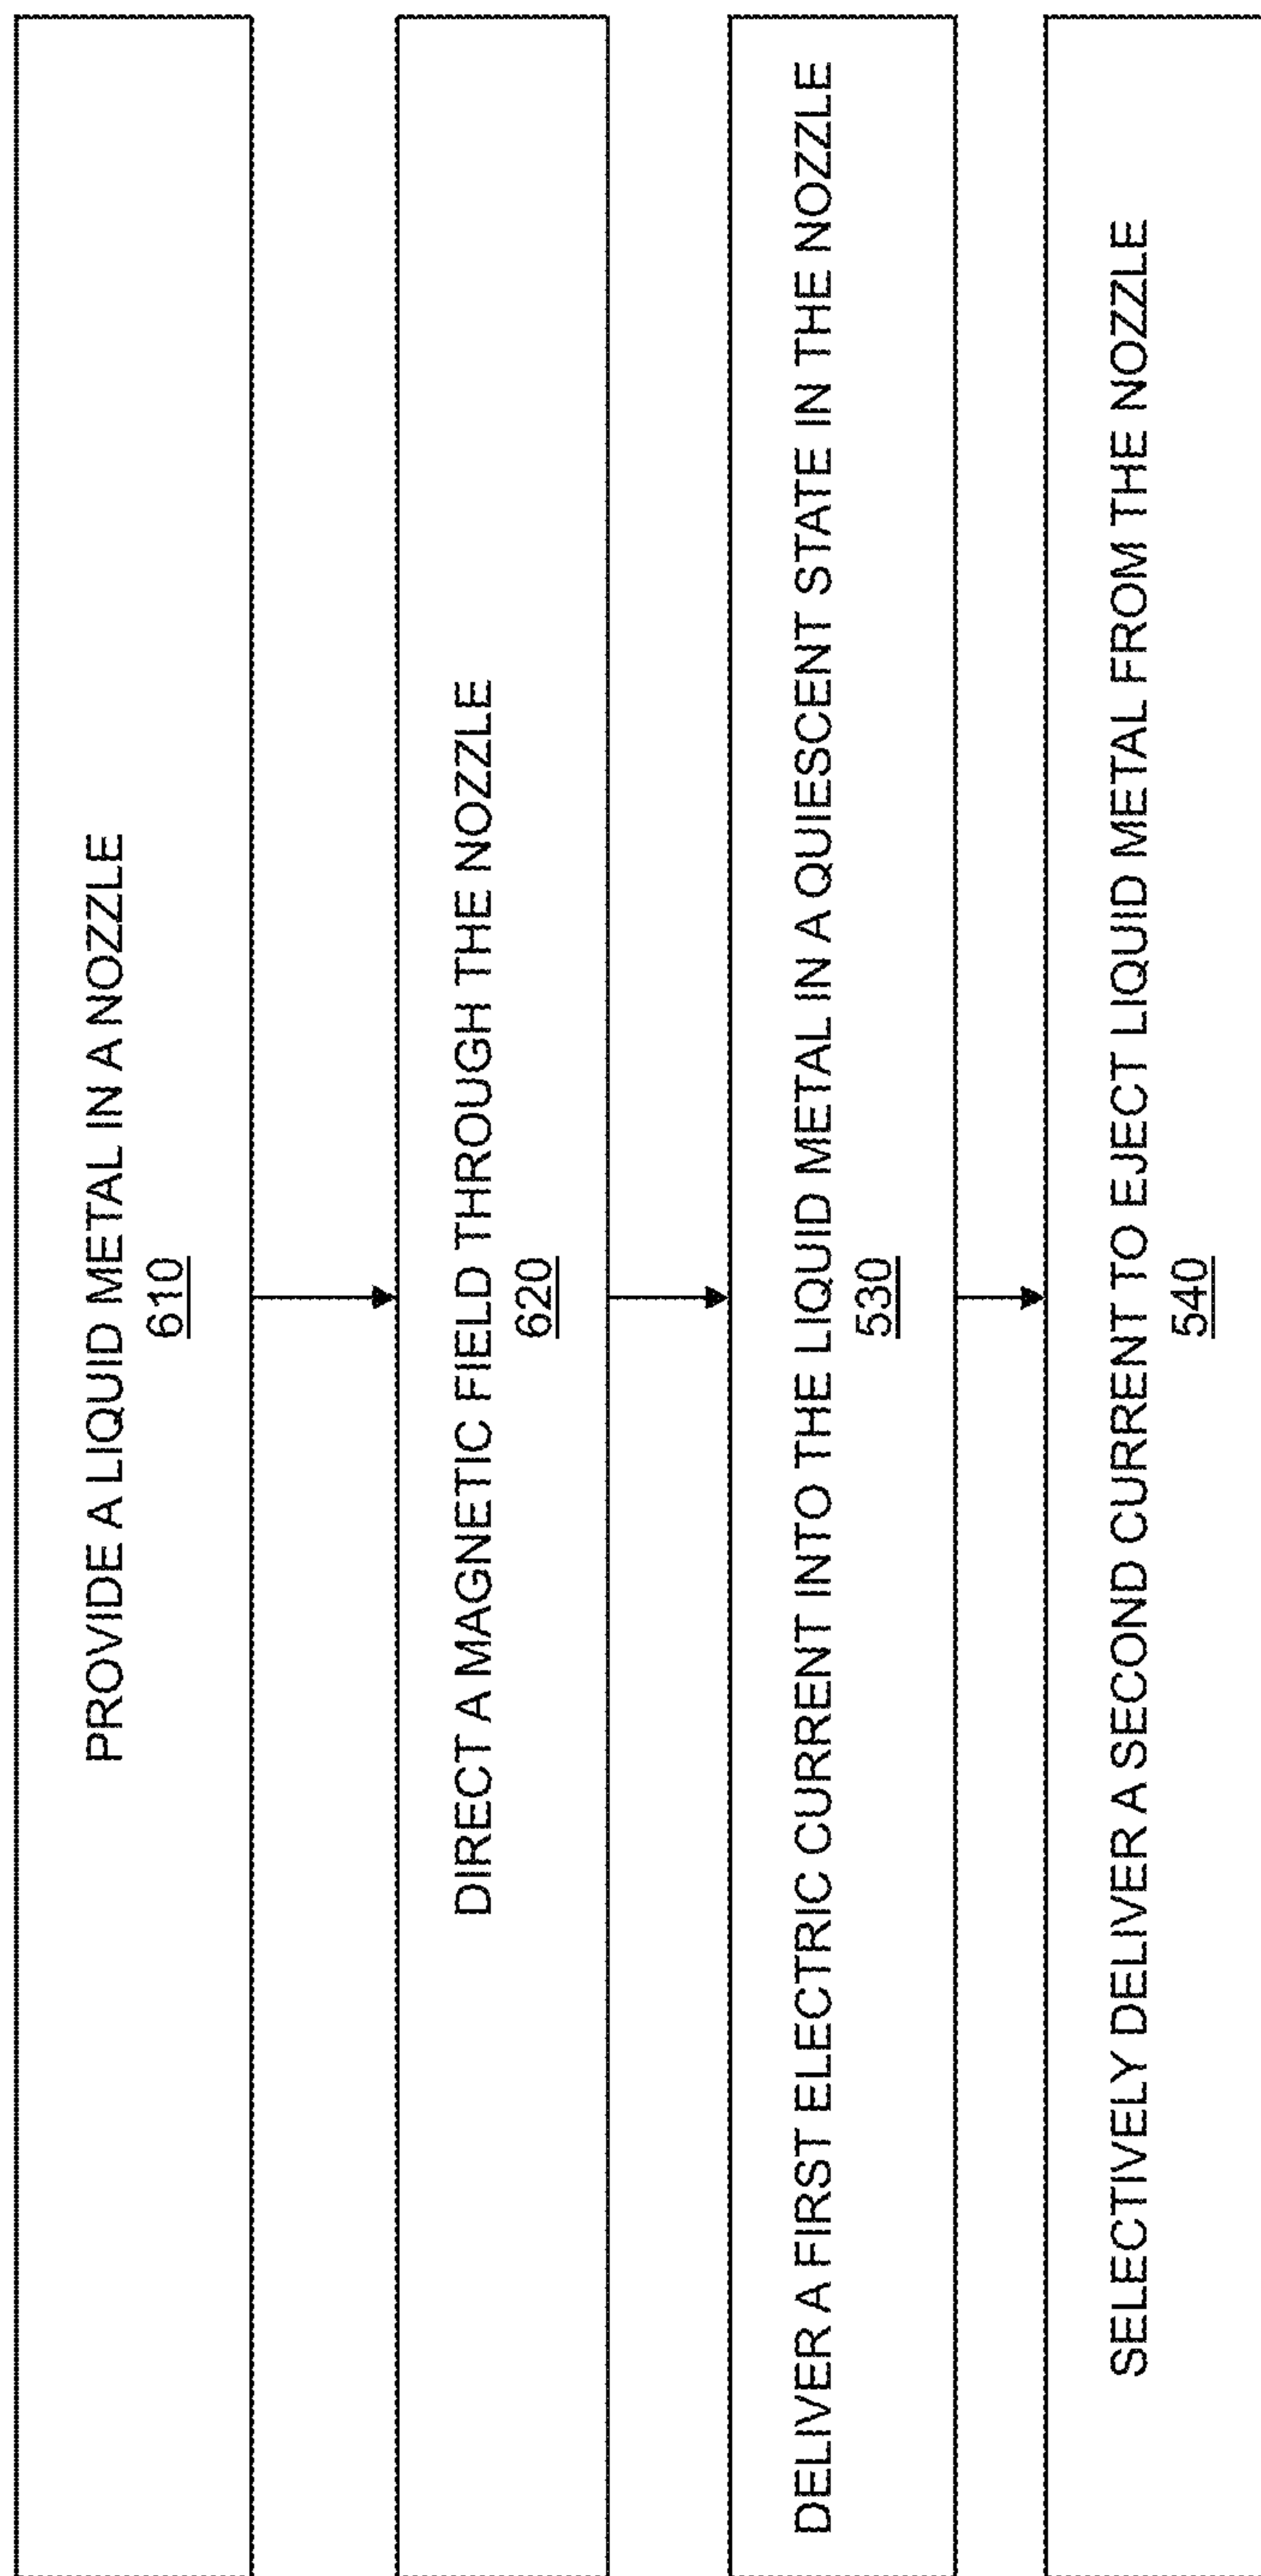 PROVIDE A LIQUID METAL IN A NOZZLE
610
DIRECT A MAGNETIC FIELD THROUGH THE NOZZLE
620
DELIVER A FIRST ELECTRIC CURRENT INTO THE LIQUID METAL IN A QUIESCENT STATE IN THE NOZZLE
530
SELECTIVELY DELIVER A SECOND CURRENT TO EJECT LIQUID METAL FROM THE NOZZLE
540